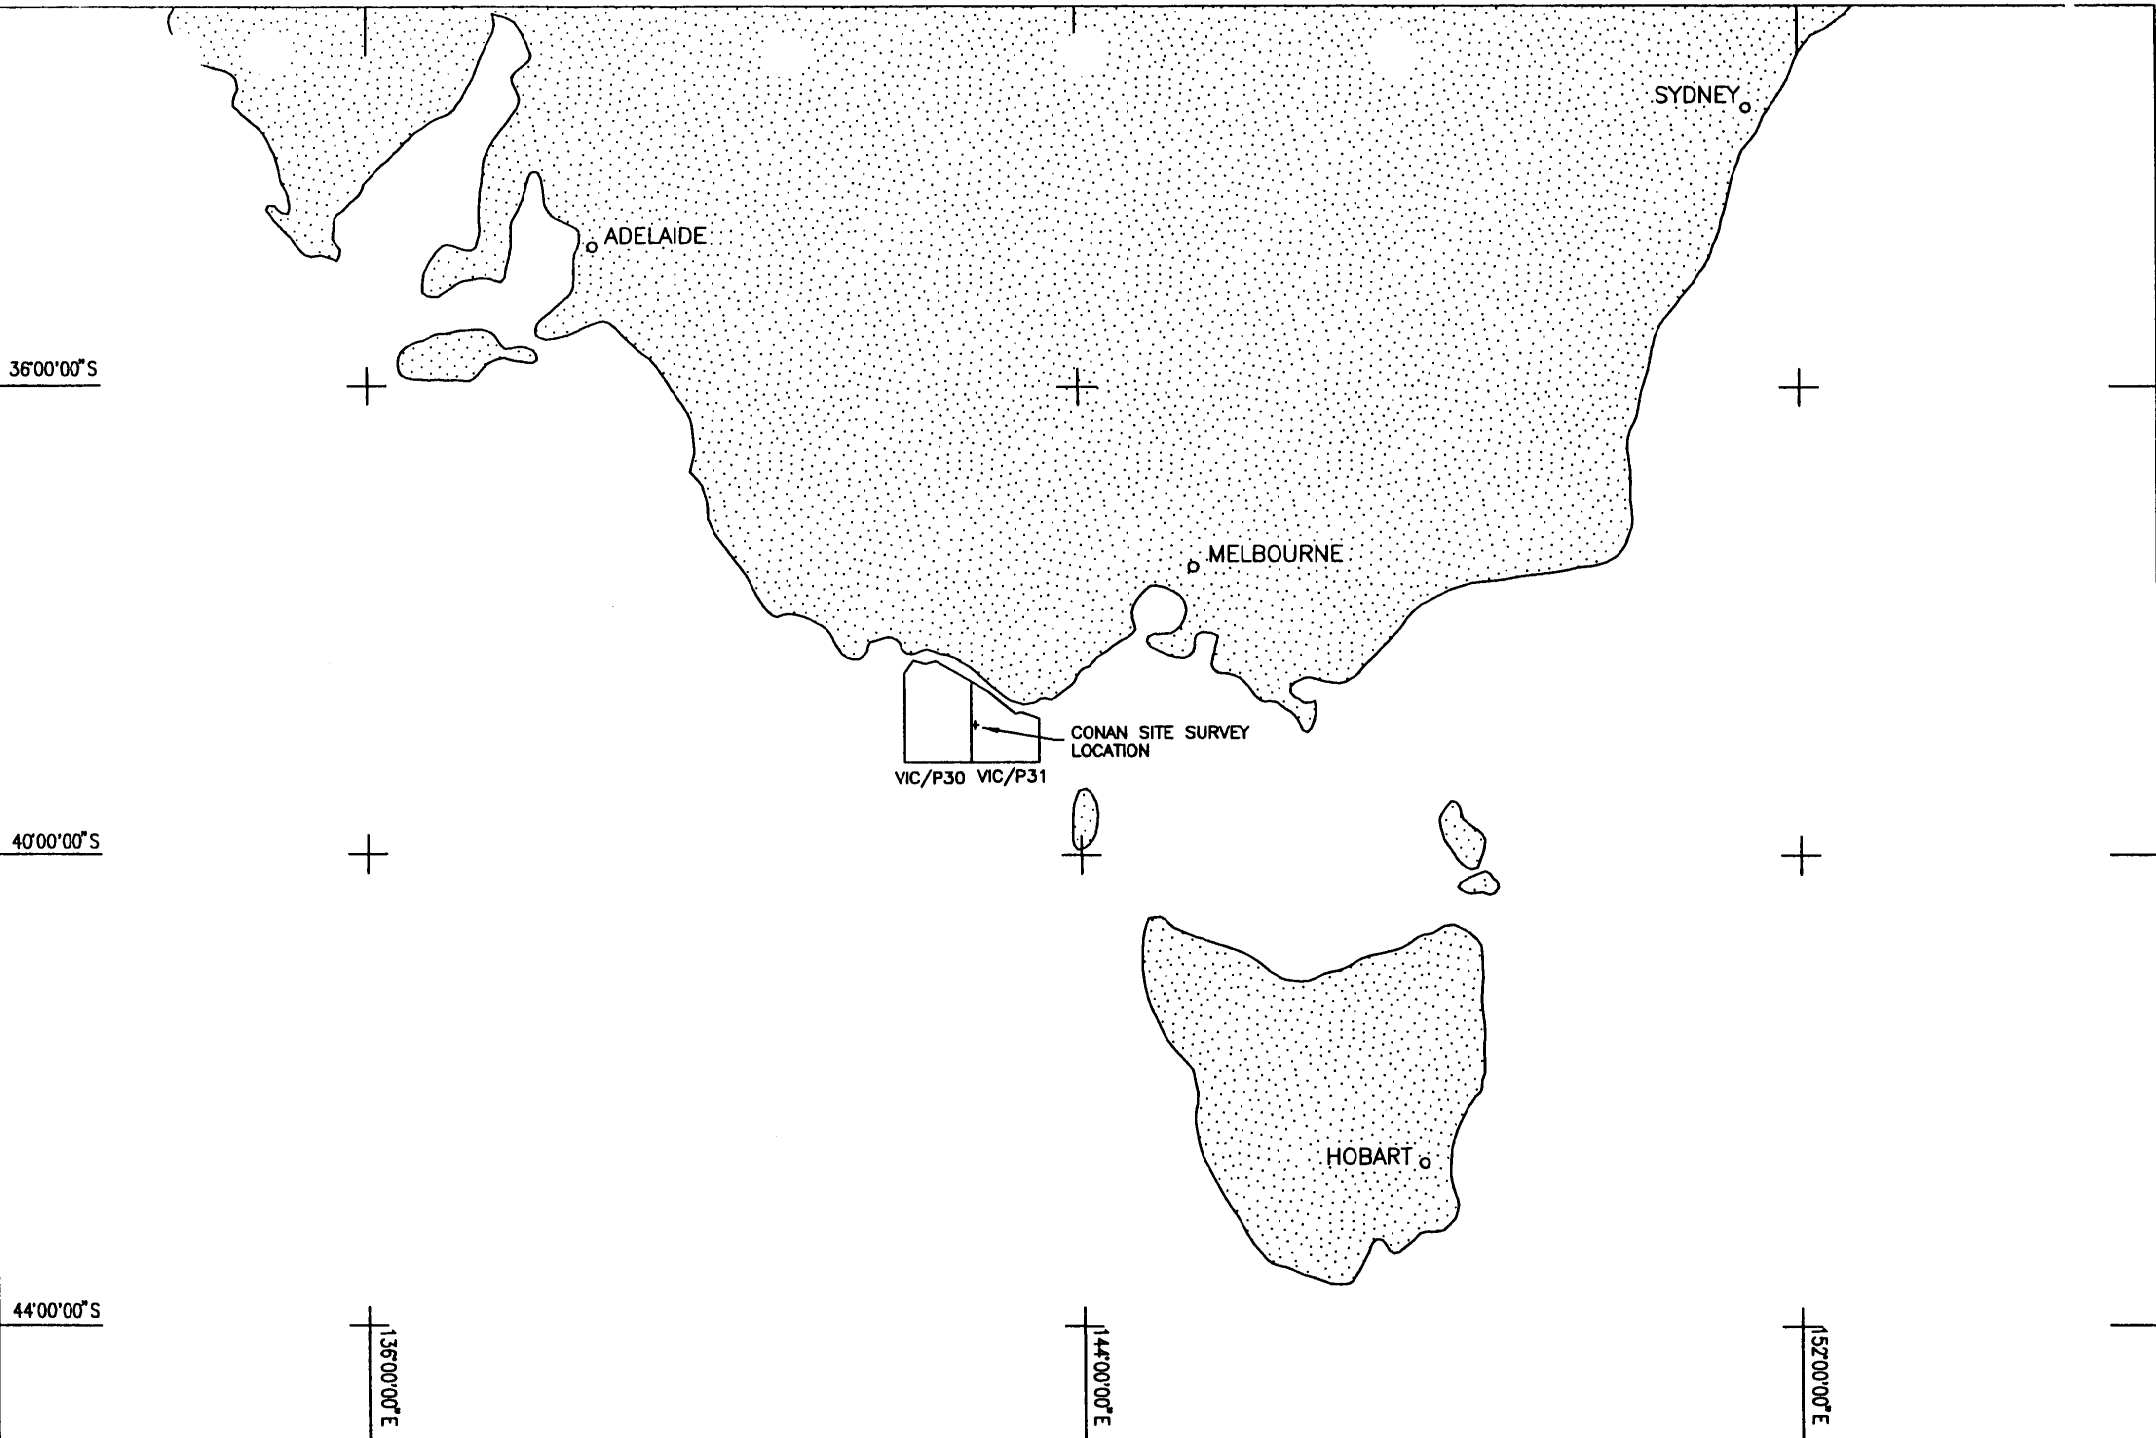 SYDNEY
ADELAIDE
36°00'00"S
MELBOURNE
CONAN SITE SURVEY
LOCATION
VIC/P30 VIC/P31
40°00'00"S
HOBART
44°00'00"S
136°00'00"E
144°00'00"E
152°00'00"E